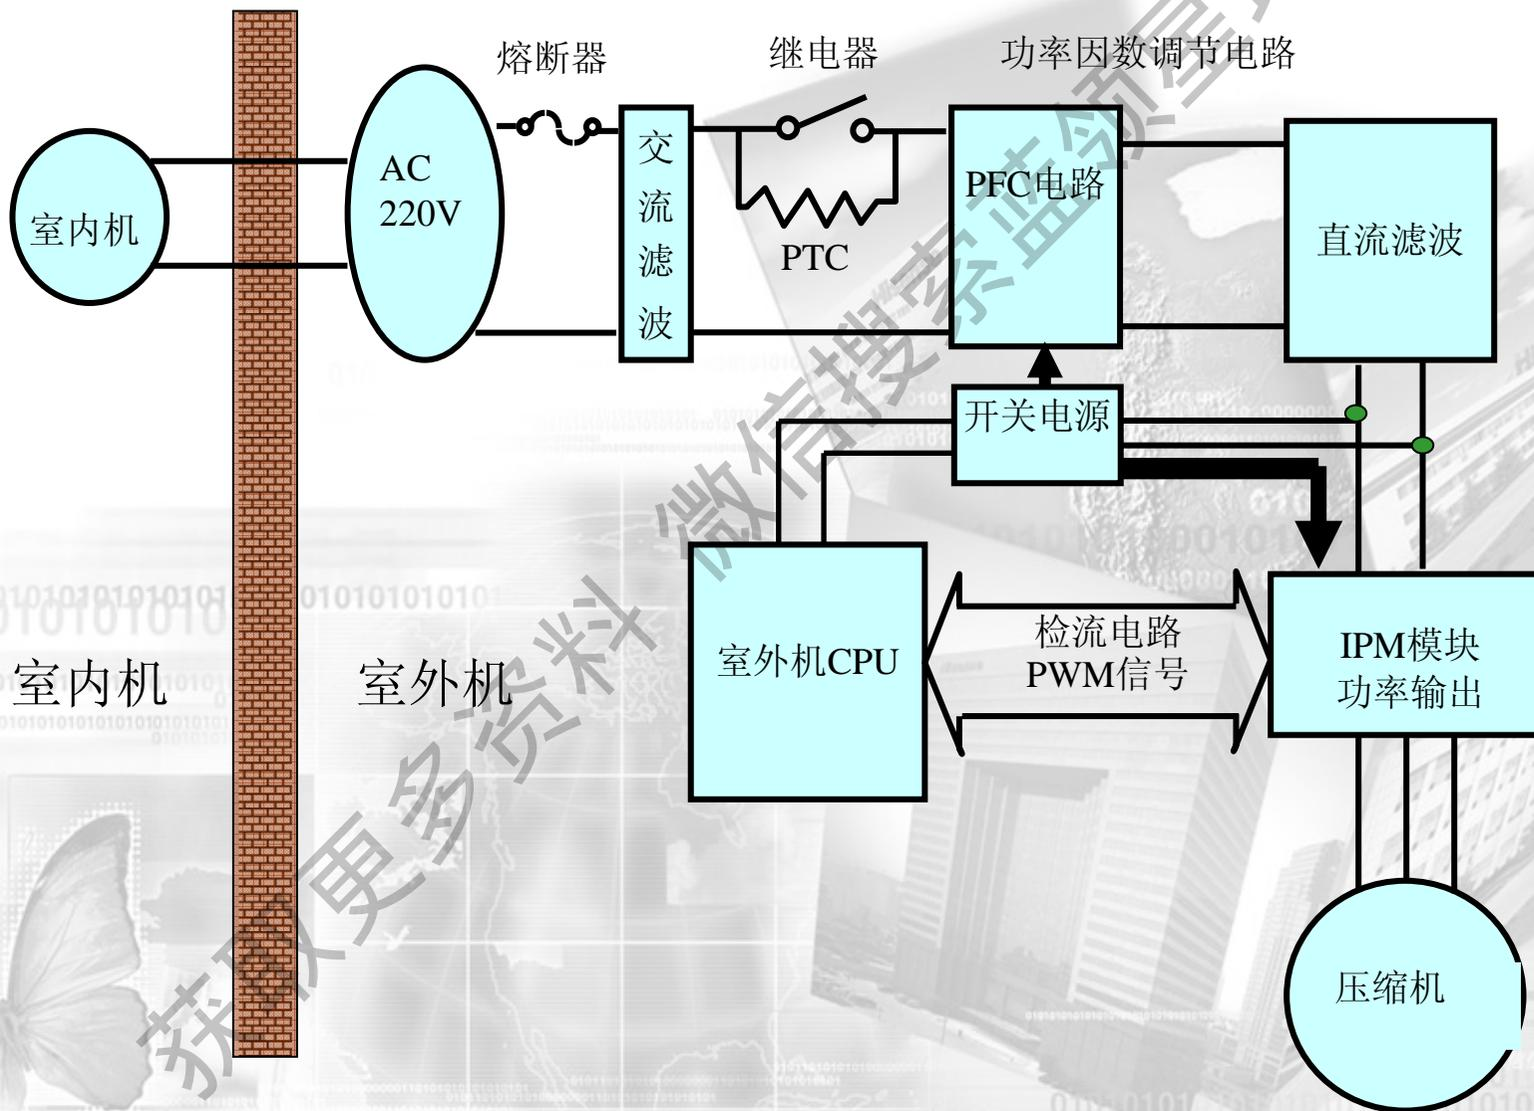 熔断器
继电器
功率因数调节电路
室内机
AC
220V
交
流
滤
波
PTC
PFC电路
直流滤波
开关电源
室外机CPU
检流电路
PWM信号
IPM模块
功率输出
室内机
室外机
压缩机
获取更多资料 微信搜索蓝领星球